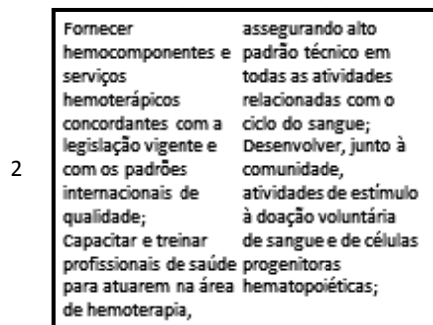 2
Fornecer
hemocomponentes e
serviços
hemoterápicos
concordantes com a
legislação vigente e
com os padrões
internacionais de
qualidade;
Capacitar e treinar
profissionais de saúde
para atuarem na área
de hemoterapia,
assegurando alto
padrão técnico em
todas as atividades
relacionadas com o
ciclo do sangue;
Desenvolver, junto à
comunidade,
atividades de estímulo
à doação voluntária
de sangue e de células
progenitoras
hematopoiéticas;